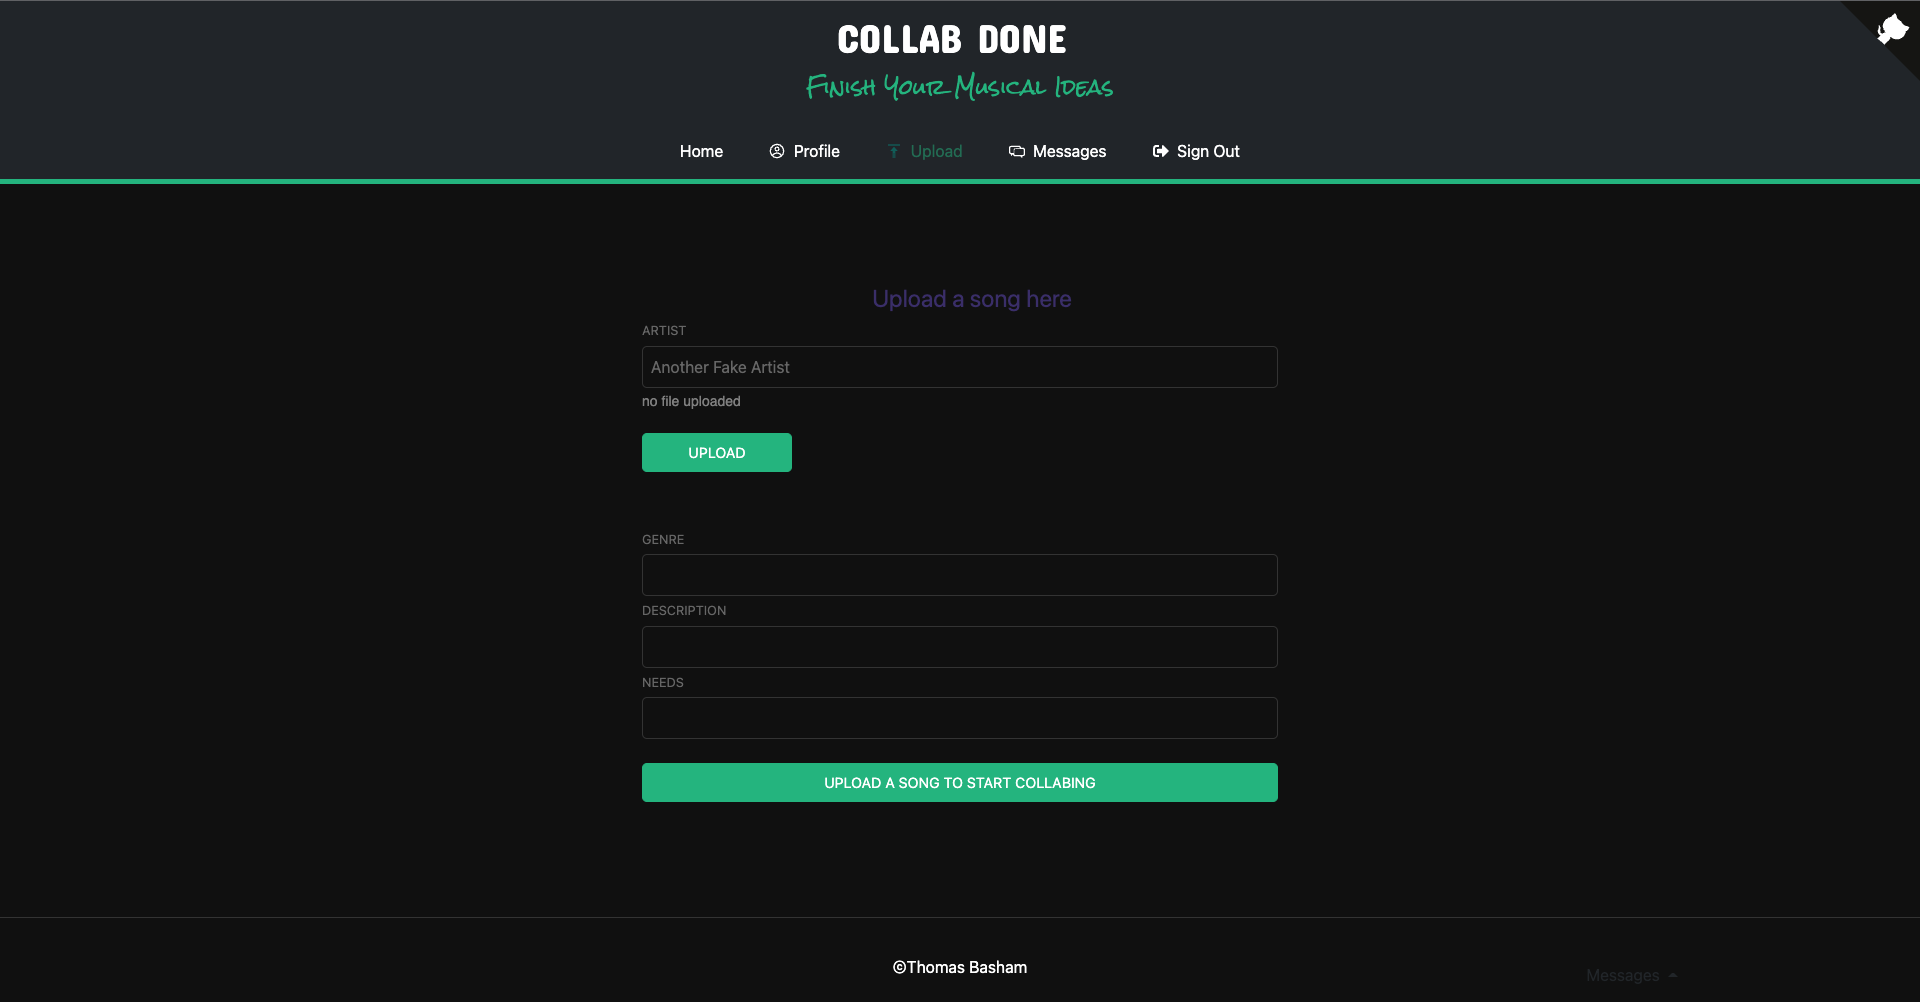 COLLAB DONE
Finish Your Musical Ideas
Home Profile Upload Messages Sign Out
Upload a song here
ARTIST
Another Fake Artist
no file uploaded
UPLOAD
GENRE
DESCRIPTION
NEEDS
UPLOAD A SONG TO START COLLABING
©Thomas Basham
Messages